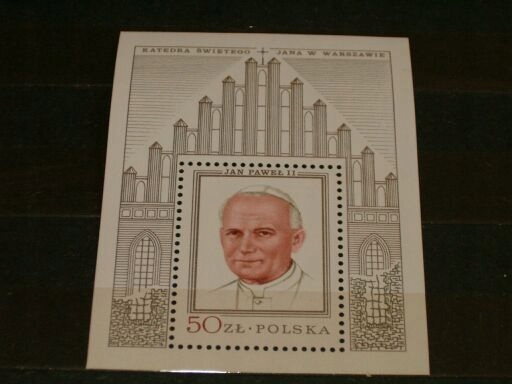 KATEDRA ŚWIĘTEGO JANA W WARSZAWIE
JAN PAWEŁ II
50 ZŁ · POLSKA